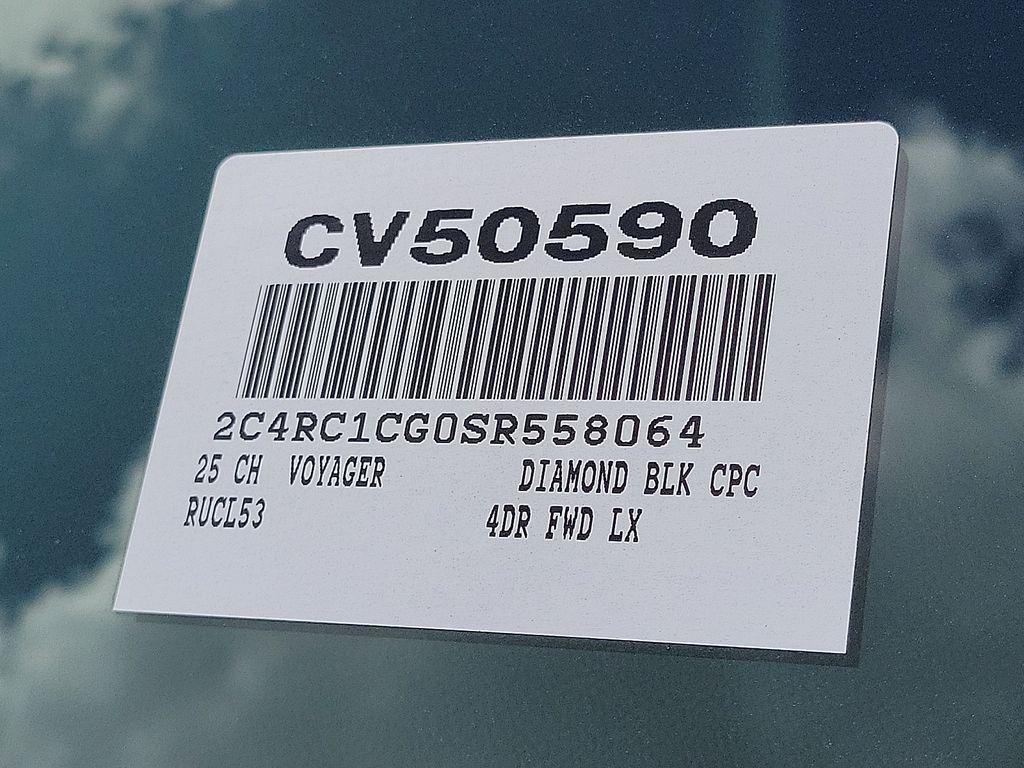 CV50590
2C4RC1CG0SR558064
25 CH VOYAGER DIAMOND BLK CPC
RUCL53 4DR FWD LX